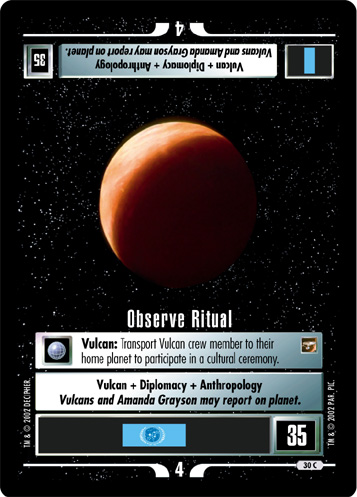 4
Vulcan + Diplomacy + Anthropology
Vulcans and Amanda Grayson may report on planet.
35
Observe Ritual
Vulcan: Transport Vulcan crew member to their
home planet to participate in a cultural ceremony.
Vulcan + Diplomacy + Anthropology
Vulcans and Amanda Grayson may report on planet.
35
TM & © 2002 DECIPHER.
TM & © 2002 PAR. PIC.
4
30 C